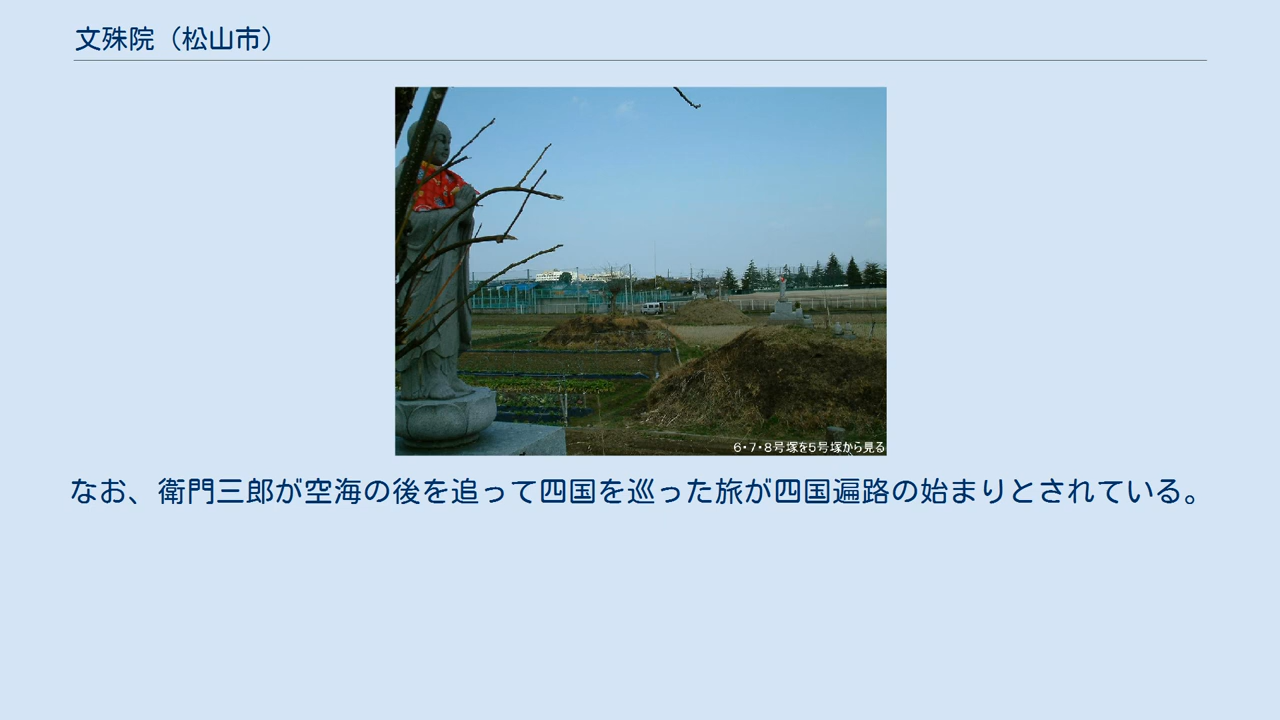 文殊院（松山市）
6・7・8号塚を5号塚から見る
なお、衛門三郎が空海の後を追って四国を巡った旅が四国遍路の始まりとされている。